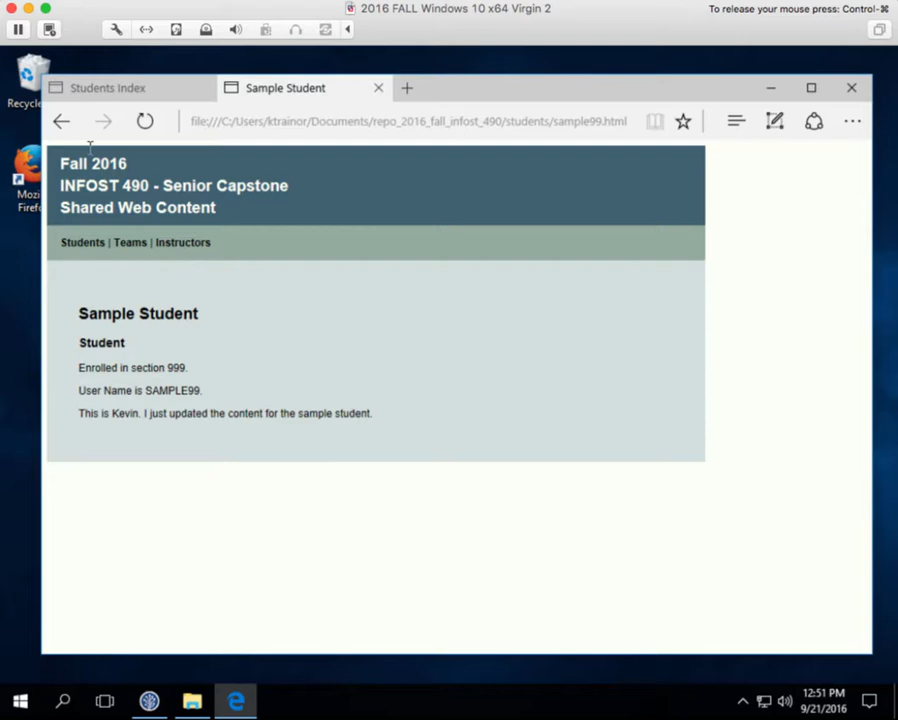 2016 FALL Windows 10 x64 Virgin 2
To release your mouse press: Control-⌘
Recycle
Students Index
Sample Student
file:///C:/Users/ktrainor/Documents/repo_2016_fall_infost_490/students/sample99.html
Mozi
Firef
Fall 2016
INFOST 490 - Senior Capstone
Shared Web Content
Students | Teams | Instructors
Sample Student
Student
Enrolled in section 999.
User Name is SAMPLE99.
This is Kevin. I just updated the content for the sample student.
12:51 PM
9/21/2016